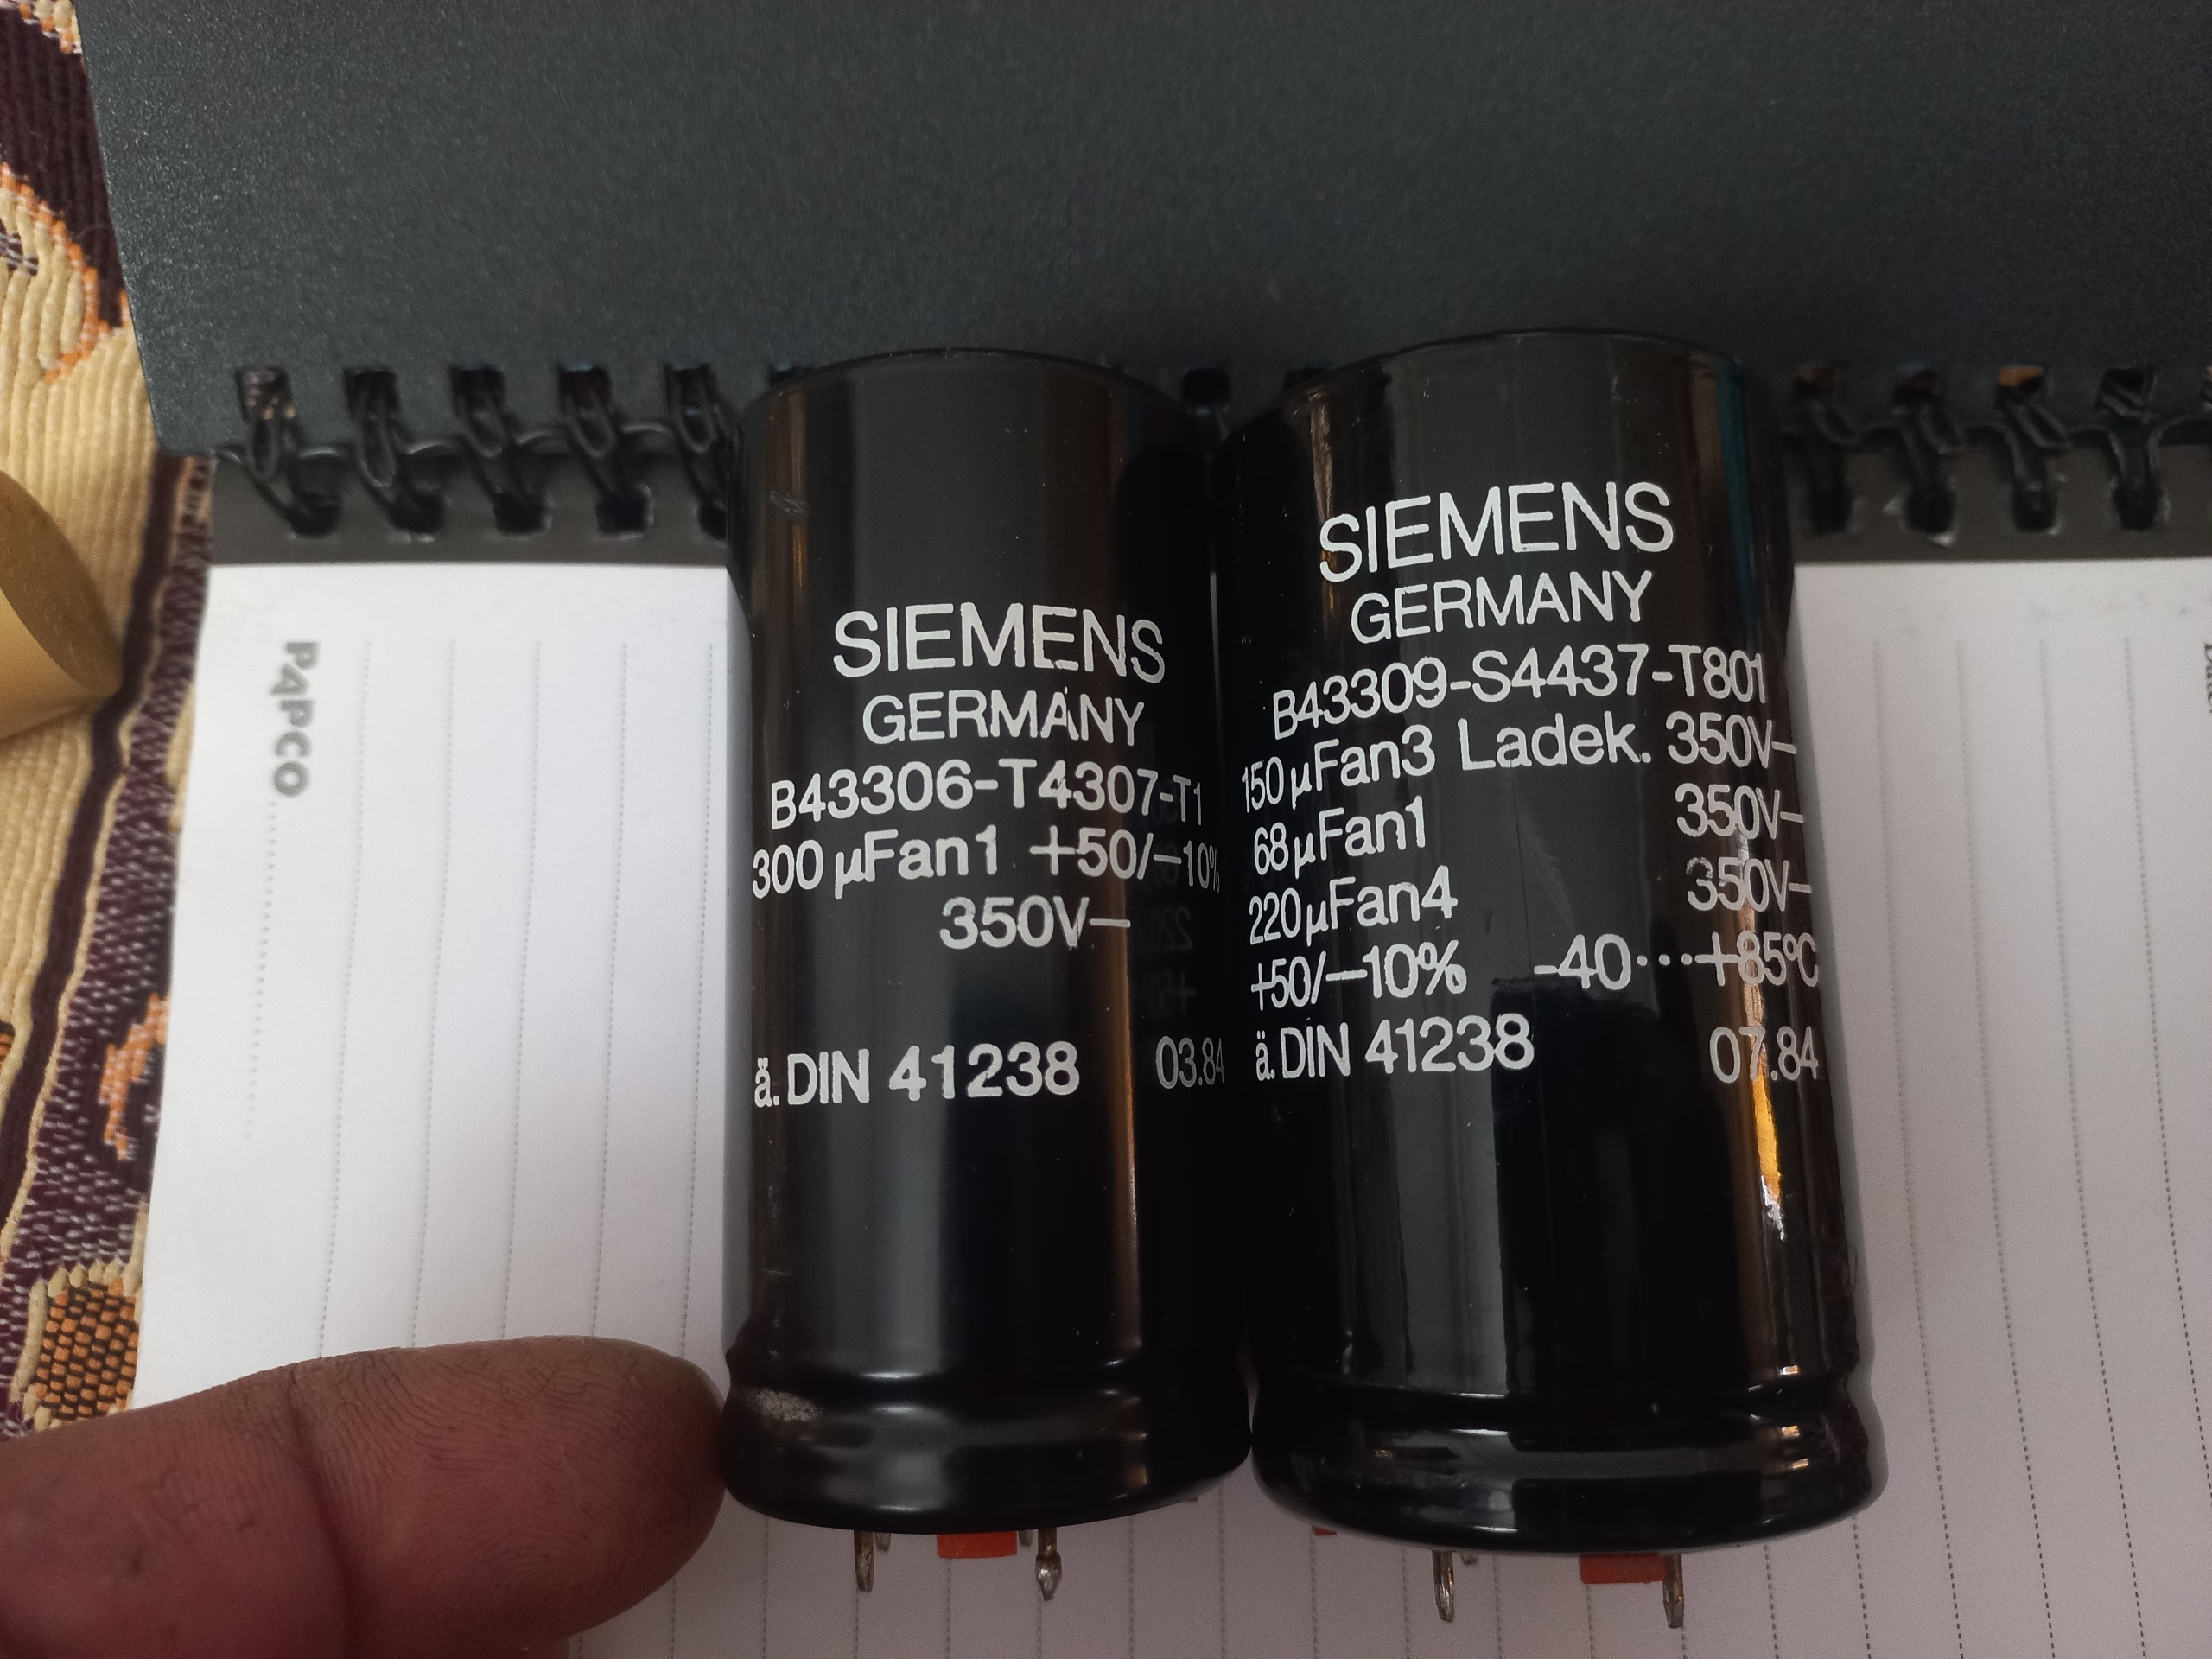 P4PCO
SIEMENS
GERMANY
B43306-T4307-T1
300 µFan1 +50/-10%
350V-
ä. DIN 41238 03.84
SIEMENS
GERMANY
B43309-S4437-T801
150 µFan3 Ladek. 350V-
68 µFan1 350V-
220 µFan4 350V-
+50/-10% -40···+85°C
ä. DIN 41238 07.84